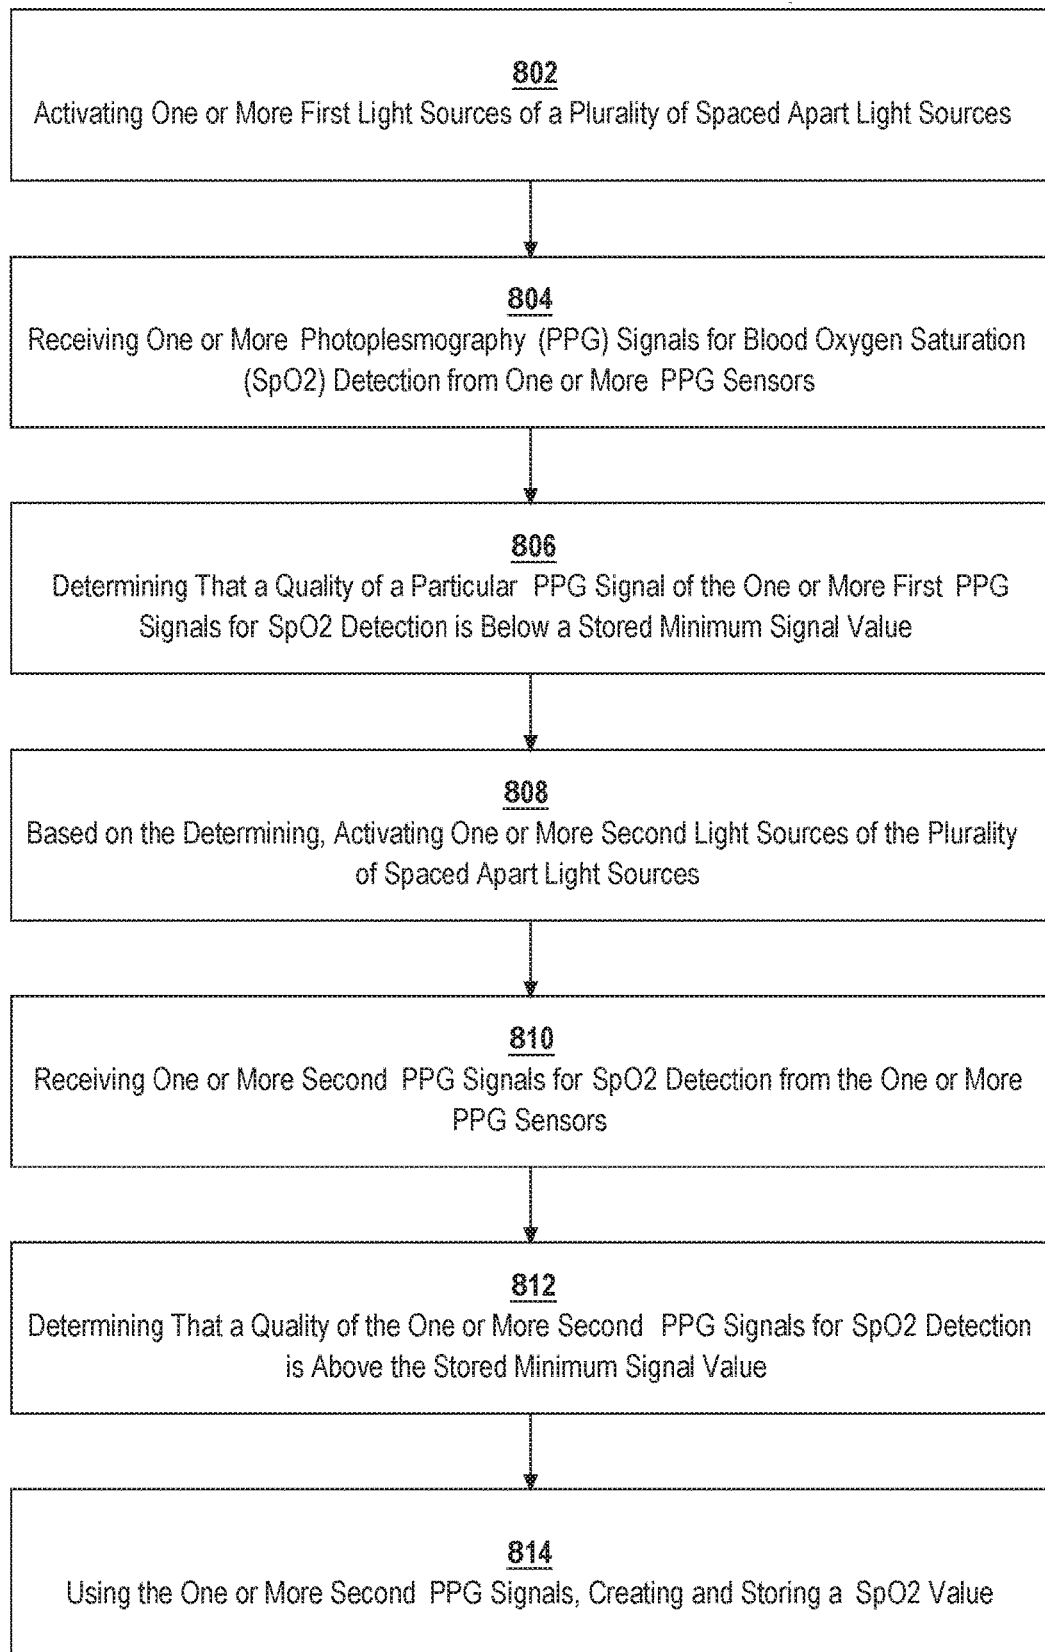 802
Activating One or More First Light Sources of a Plurality of Spaced Apart Light Sources
804
Receiving One or More Photoplesmography (PPG) Signals for Blood Oxygen Saturation
(SpO2) Detection from One or More PPG Sensors
806
Determining That a Quality of a Particular PPG Signal of the One or More First PPG
Signals for SpO2 Detection is Below a Stored Minimum Signal Value
808
Based on the Determining, Activating One or More Second Light Sources of the Plurality
of Spaced Apart Light Sources
810
Receiving One or More Second PPG Signals for SpO2 Detection from the One or More
PPG Sensors
812
Determining That a Quality of the One or More Second PPG Signals for SpO2 Detection
is Above the Stored Minimum Signal Value
814
Using the One or More Second PPG Signals, Creating and Storing a SpO2 Value